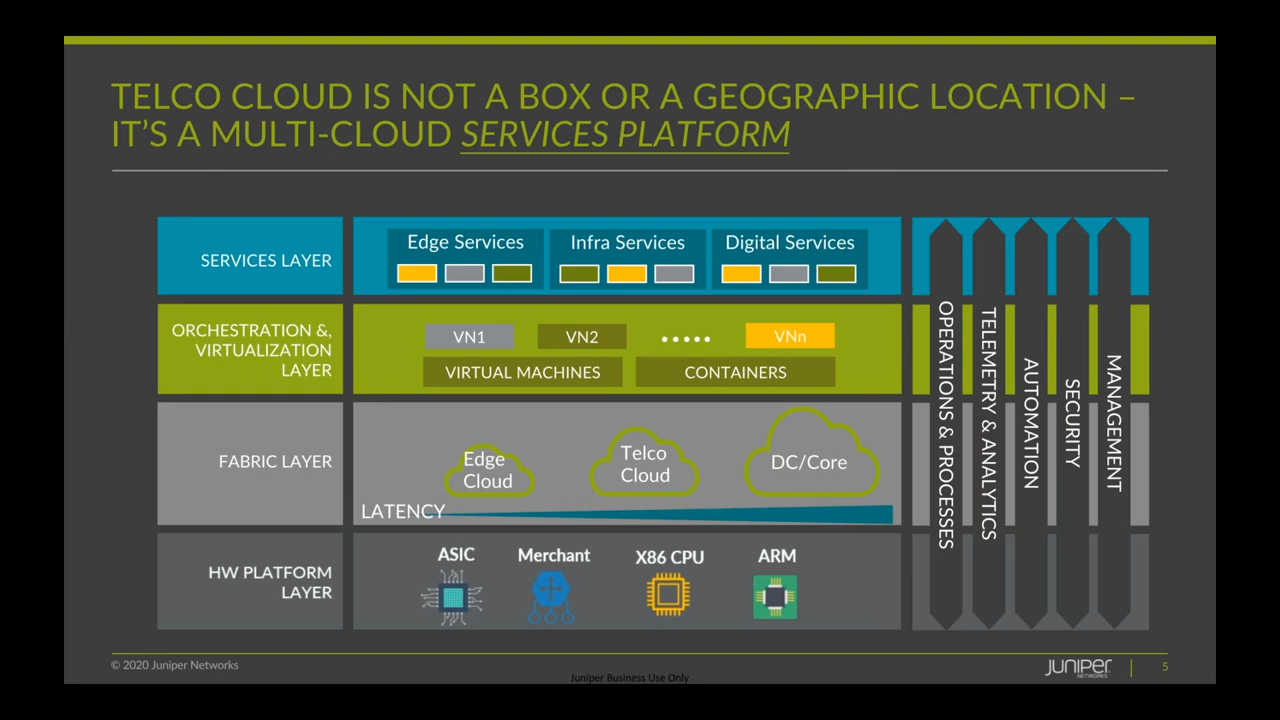 TELCO CLOUD IS NOT A BOX OR A GEOGRAPHIC LOCATION –
IT'S A MULTI-CLOUD SERVICES PLATFORM
SERVICES LAYER
Edge Services
Infra Services
Digital Services
ORCHESTRATION &,
VIRTUALIZATION
LAYER
VN1
VN2
.....
VNn
VIRTUAL MACHINES
CONTAINERS
FABRIC LAYER
Edge
Cloud
Telco
Cloud
DC/Core
LATENCY
HW PLATFORM
LAYER
ASIC
Merchant
X86 CPU
ARM
OPERATIONS & PROCESSES
TELEMETRY & ANALYTICS
AUTOMATION
SECURITY
MANAGEMENT
© 2020 Juniper Networks
Juniper Business Use Only
JUNIPER
NETWORKS
5